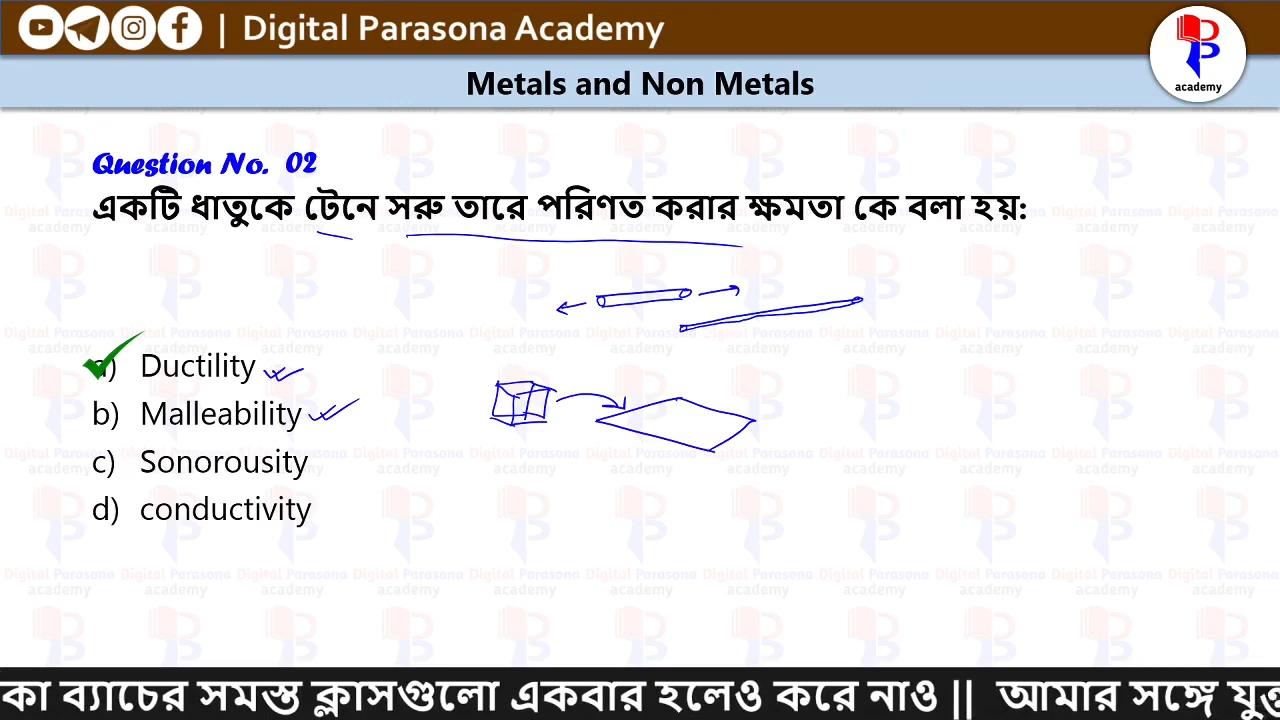 | Digital Parasona Academy
academy
Metals and Non Metals
Question No. 02
একটি ধাতুকে টেনে সরু তারে পরিণত করার ক্ষমতা কে বলা হয়:
a) Ductility
b) Malleability
c) Sonorousity
d) conductivity
কা ব্যাচের সমস্ত ক্লাসগুলো একবার হলেও করে নাও || আমার সঙ্গে